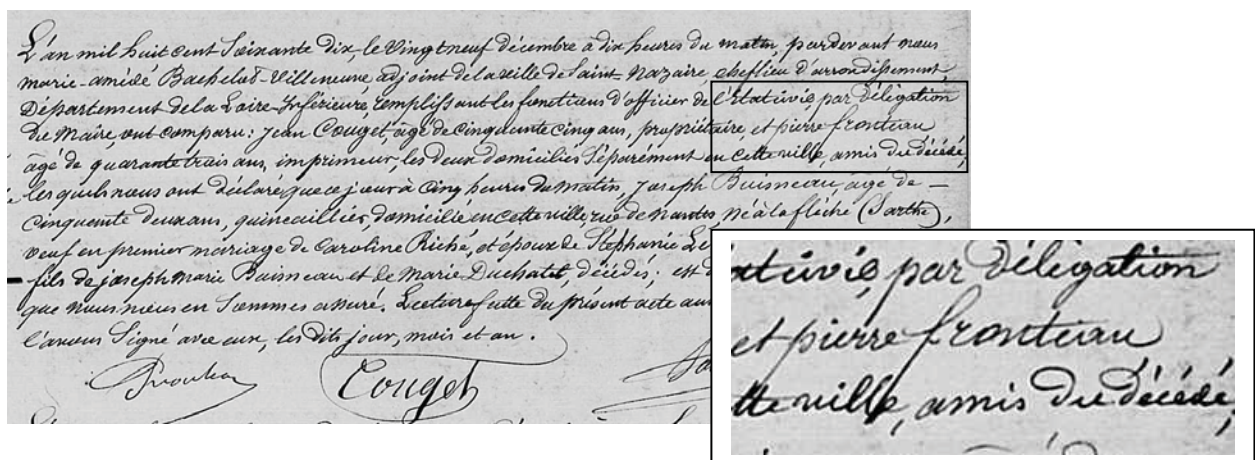 L'an mil huit cent soixante dix, le vingt neuf décembre à dix heures du matin, pardevant nous
marie-amidé Bachelot-Villeneuve, adjoint de la ville de Saint-Nazaire, chef lieu d'arrondissement,
Département de la Loire-Inférieure, remplissant les fonctions d'officier de l'état civil, par délégation
du Maire, ont comparu: Jean Couget, âgé de cinquante cinq ans, propriétaire et pierre fronteau
âgé de quarante trois ans, imprimeur, les deux domiciliés séparément en cette ville, amis du décédé,
lesquels nous ont déclaré que ce jour à cinq heures du matin, Joseph Buisneau, âgé de –
cinquante deux ans, quincaillier, domicilié en cette ville, rue de nantes né à la flèche (Sarthe),
veuf en premier mariage de Caroline Riché, et époux de Stéphanie Le
fils de joseph marie Buisneau et de Marie Duchatel, décédés; est
que nous nous en sommes assuré. Lecture faite du présent acte aux
l'avons signé avec eux, les dits jour, mois et an.
Couget
at civil, par délégation
et pierre fronteau
tte ville, amis du décédé,